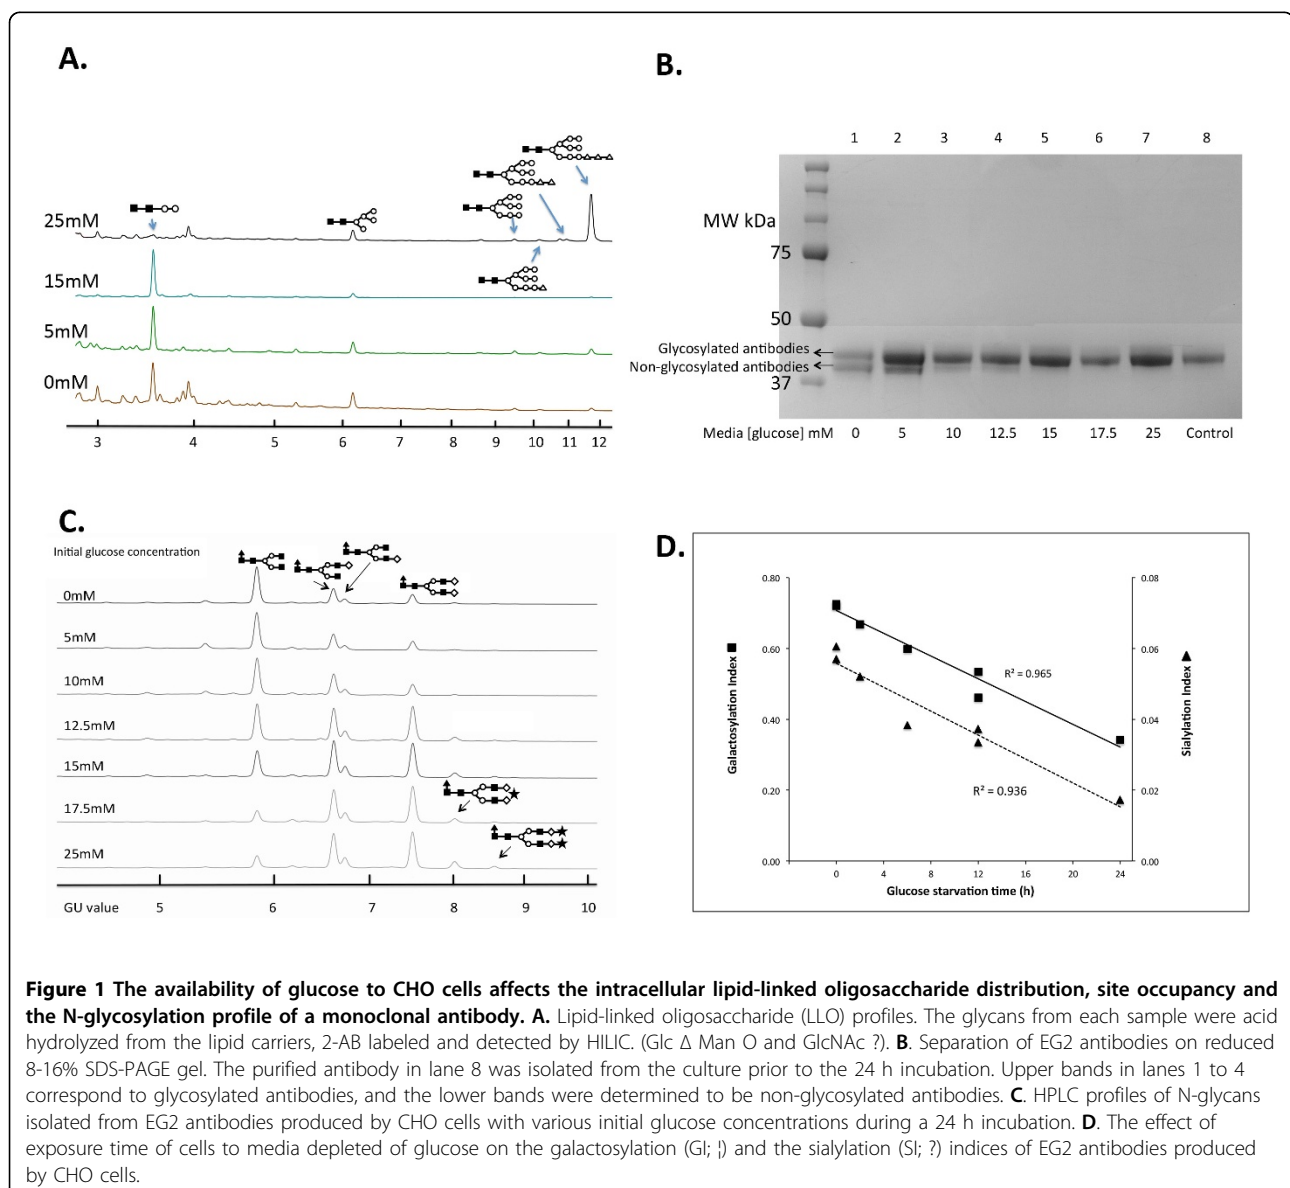 A.
25mM
15mM
5mM
0mM
3 4 5 6 7 8 9 10 11 12
B.
1 2 3 4 5 6 7 8
MW kDa
75
50
Glycosylated antibodies
Non-glycosylated antibodies
37
Media [glucose] mM 0 5 10 12.5 15 17.5 25 Control
C.
Initial glucose concentration
0mM
5mM
10mM
12.5mM
15mM
17.5mM
25mM
GU value 5 6 7 8 9 10
D.
0.80 0.08
0.60 0.06
0.40 0.04
0.20 0.02
0.00 0.00
Galactosylation Index
Sialylation Index
R² = 0.965
R² = 0.936
0 4 8 12 16 20 24
Glucose starvation time (h)
Figure 1 The availability of glucose to CHO cells affects the intracellular lipid-linked oligosaccharide distribution, site occupancy and
the N-glycosylation profile of a monoclonal antibody. A. Lipid-linked oligosaccharide (LLO) profiles. The glycans from each sample were acid
hydrolyzed from the lipid carriers, 2-AB labeled and detected by HILIC. (Glc Δ Man O and GlcNAc ?). B. Separation of EG2 antibodies on reduced
8-16% SDS-PAGE gel. The purified antibody in lane 8 was isolated from the culture prior to the 24 h incubation. Upper bands in lanes 1 to 4
correspond to glycosylated antibodies, and the lower bands were determined to be non-glycosylated antibodies. C. HPLC profiles of N-glycans
isolated from EG2 antibodies produced by CHO cells with various initial glucose concentrations during a 24 h incubation. D. The effect of
exposure time of cells to media depleted of glucose on the galactosylation (GI; ¦) and the sialylation (SI; ?) indices of EG2 antibodies produced
by CHO cells.